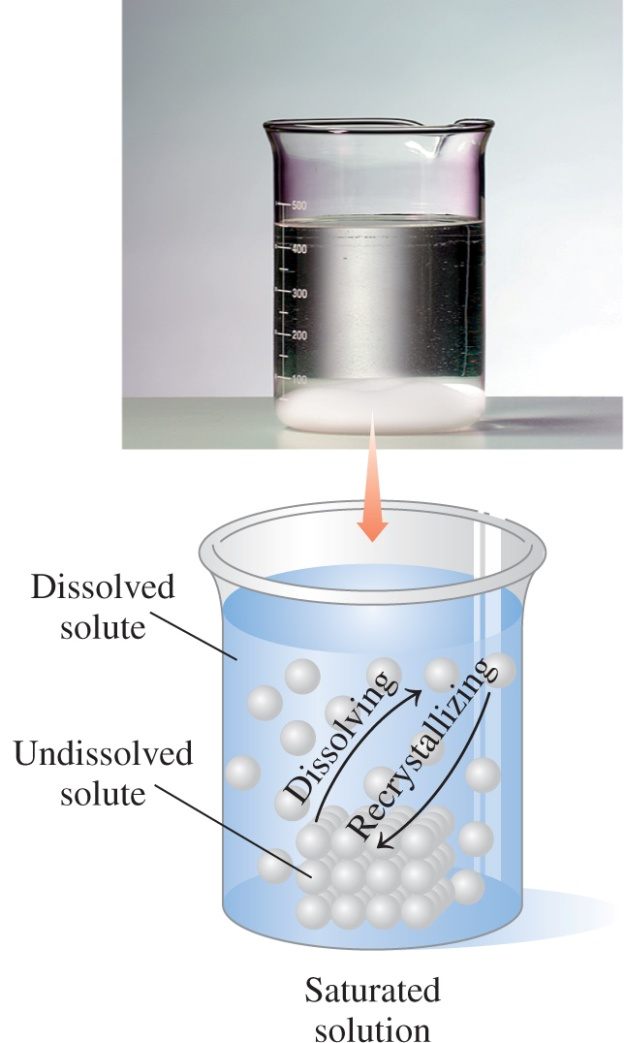 500
400
300
200
100
Dissolved
solute
Undissolved
solute
Dissolving
Recrystallizing
Saturated
solution